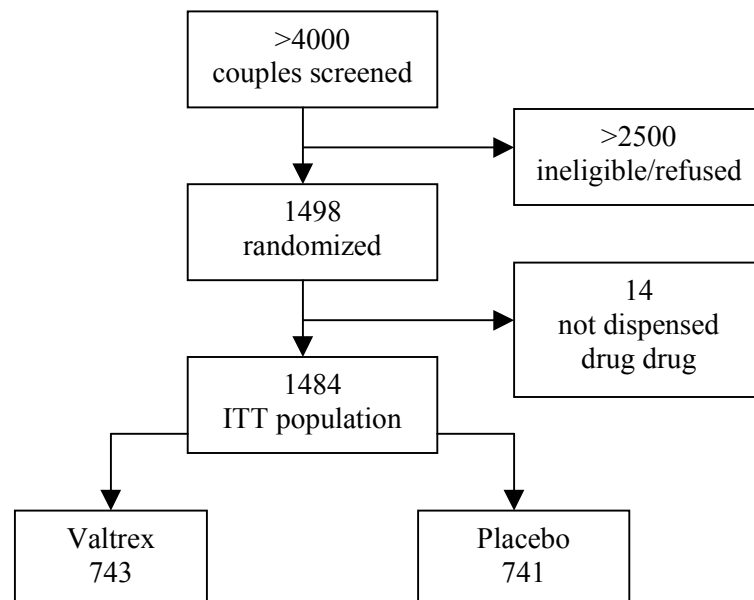 >4000
couples screened
>2500
ineligible/refused
1498
randomized
14
not dispensed
drug drug
1484
ITT population
Valtrex
743
Placebo
741